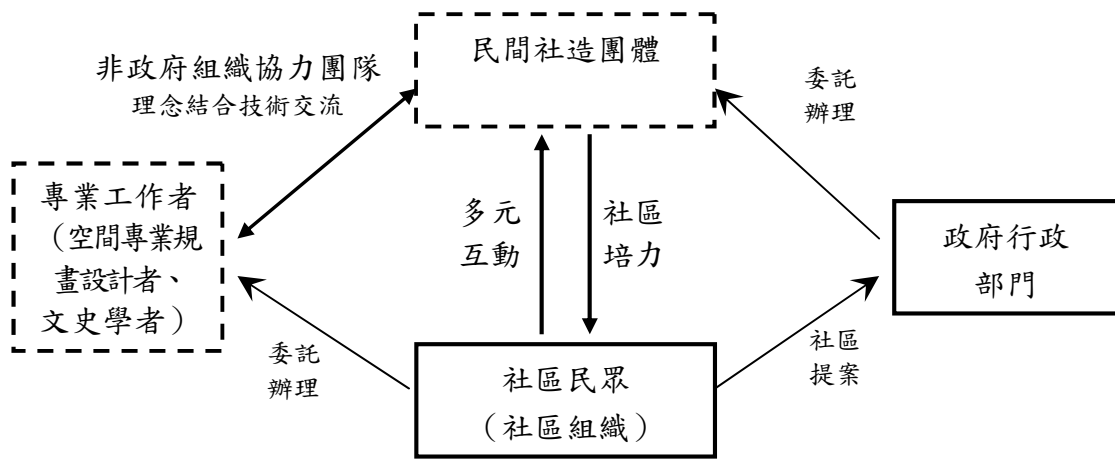 民間社造團體
非政府組織協力團隊
理念結合技術交流
委託
辦理
專業工作者
（空間專業規
畫設計者、
文史學者）
多元
互動
社區
培力
政府行政
部門
委託
辦理
社區民眾
（社區組織）
社區
提案